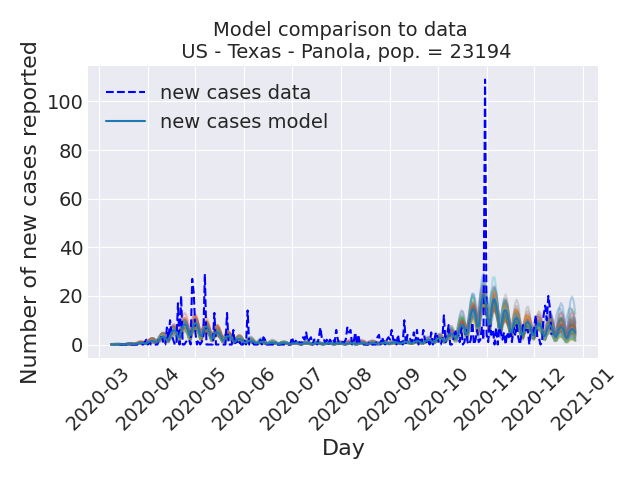 Model comparison to data
US - Texas - Panola, pop. = 23194
Number of new cases reported
100
80
60
40
20
0
new cases data
new cases model
2020-03
2020-04
2020-05
2020-06
2020-07
2020-08
2020-09
2020-10
2020-11
2020-12
2021-01
Day